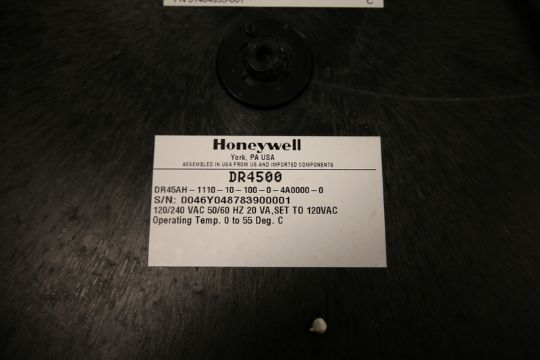 C
Honeywell
York, PA USA
ASSEMBLED IN USA FROM US AND IMPORTED COMPONENTS
DR4500
DR45AH-1110-10-100-0-4A0000-0
S/N: 0046Y048783900001
120/240 VAC 50/60 HZ 20 VA,SET TO 120VAC
Operating Temp. 0 to 55 Deg. C